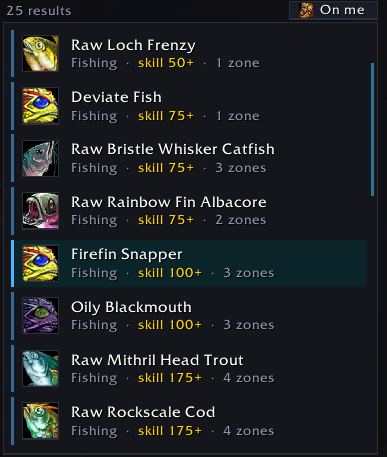 25 results
On me
Raw Loch Frenzy
Fishing · skill 50+ · 1 zone
Deviate Fish
Fishing · skill 75+ · 1 zone
Raw Bristle Whisker Catfish
Fishing · skill 75+ · 3 zones
Raw Rainbow Fin Albacore
Fishing · skill 75+ · 2 zones
Firefin Snapper
Fishing · skill 100+ · 3 zones
Oily Blackmouth
Fishing · skill 100+ · 3 zones
Raw Mithril Head Trout
Fishing · skill 175+ · 4 zones
Raw Rockscale Cod
Fishing · skill 175+ · 4 zones